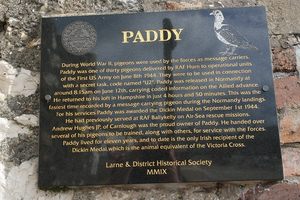 PADDY
During World War II, pigeons were used by the forces as message carriers.
Paddy was one of thirty pigeons delivered by RAF Hurn to operational units
of the First US Army on June 8th 1944. They were to be used in connection
with a secret task, code named "U2". Paddy was released in Normandy at
around 8.15am on June 12th, carrying coded information on the Allied advance.
He returned to his loft in Hampshire in just 4 hours and 50 minutes. This was the
fastest time recorded by a message carrying pigeon during the Normandy landings.
For his services Paddy was awarded the Dickin Medal on September 1st 1944.
He had previously served at RAF Ballykelly on Air-Sea rescue missions.
Andrew Hughes JP, of Carnlough was the proud owner of Paddy. He handed over
several of his pigeons to be trained, along with others, for service with the forces.
Paddy lived for eleven years, and to date is the only Irish recipient of the
Dickin Medal which is the animal equivalent of the Victoria Cross.
Larne & District Historical Society
MMIX